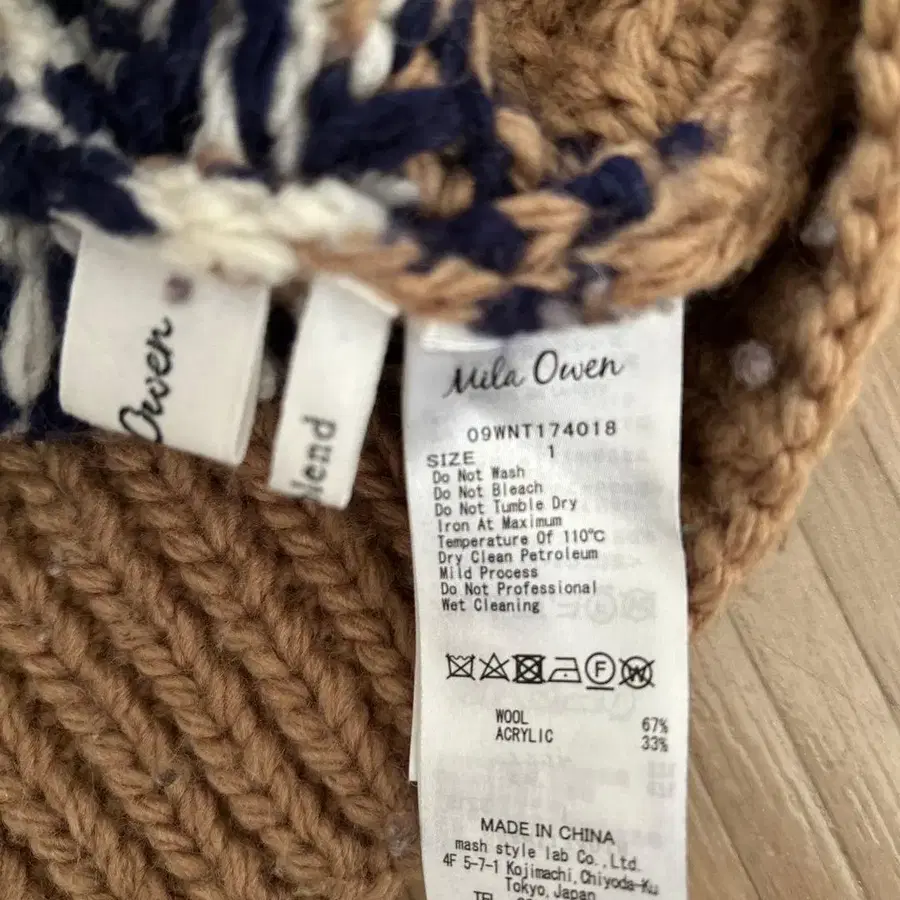 Owen
lend
Mila Owen
09WNT174018
SIZE 1
Do Not Wash
Do Not Bleach
Do Not Tumble Dry
Iron At Maximum
Temperature Of 110℃
Dry Clean Petroleum
Mild Process
Do Not Professional
Wet Cleaning
F W
WOOL 67%
ACRYLIC 33%
MADE IN CHINA
mash style lab Co.,Ltd.
4F 5-7-1 Kojimachi,Chiyoda-Ku
Tokyo,Japan
TEL